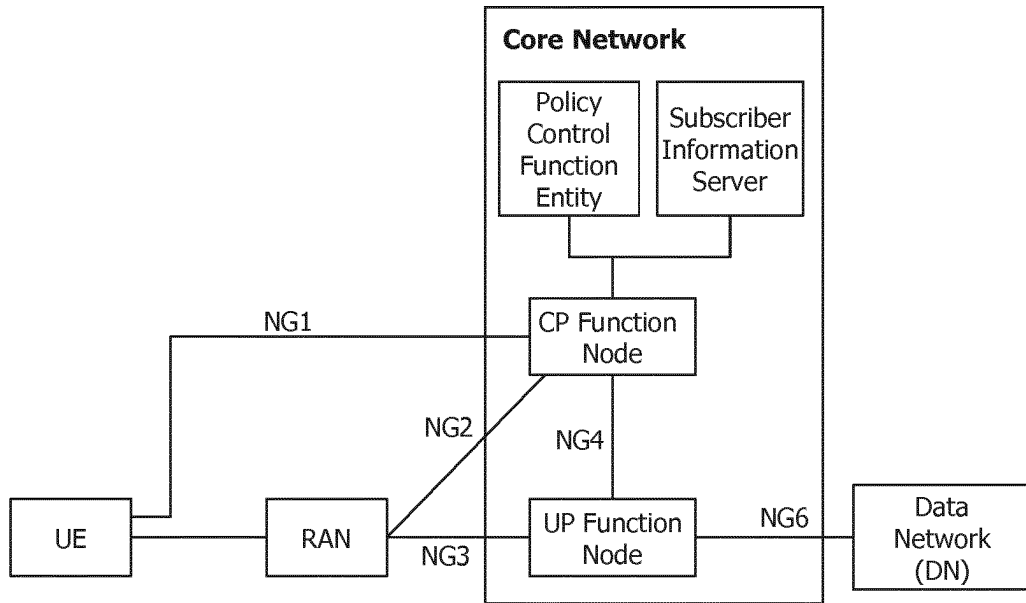 Core Network
Policy
Control
Function
Entity
Subscriber
Information
Server
NG1
CP Function
Node
NG2
NG4
UE
RAN
NG3
UP Function
Node
NG6
Data
Network
(DN)